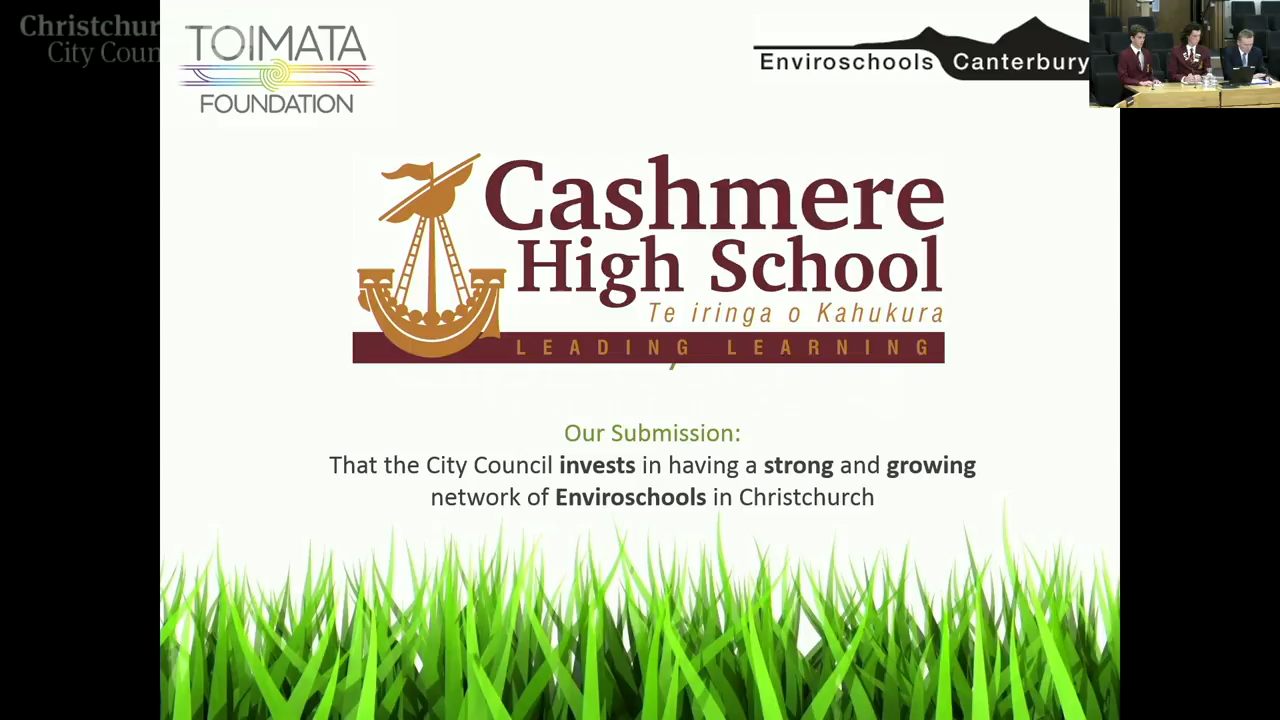 Christchur
City Coun
TOIMATA
FOUNDATION
Enviroschools Canterbury
Cashmere
High School
Te iringa o Kahukura
LEADING LEARNING
Our Submission:
That the City Council invests in having a strong and growing
network of Enviroschools in Christchurch